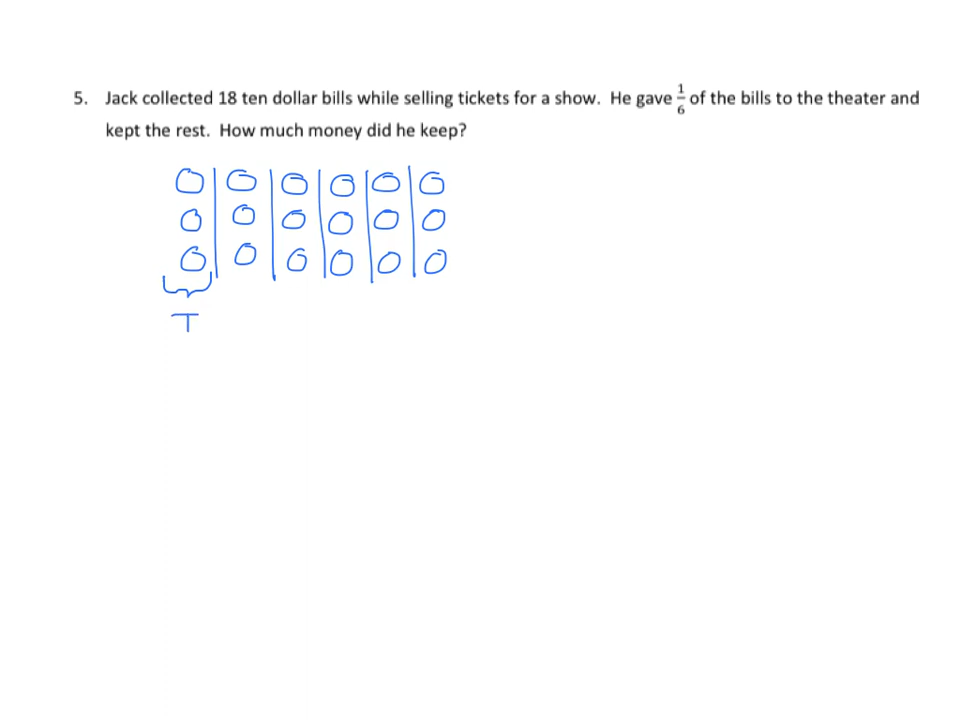 5. Jack collected 18 ten dollar bills while selling tickets for a show. He gave 1/6 of the bills to the theater and
kept the rest. How much money did he keep?
T